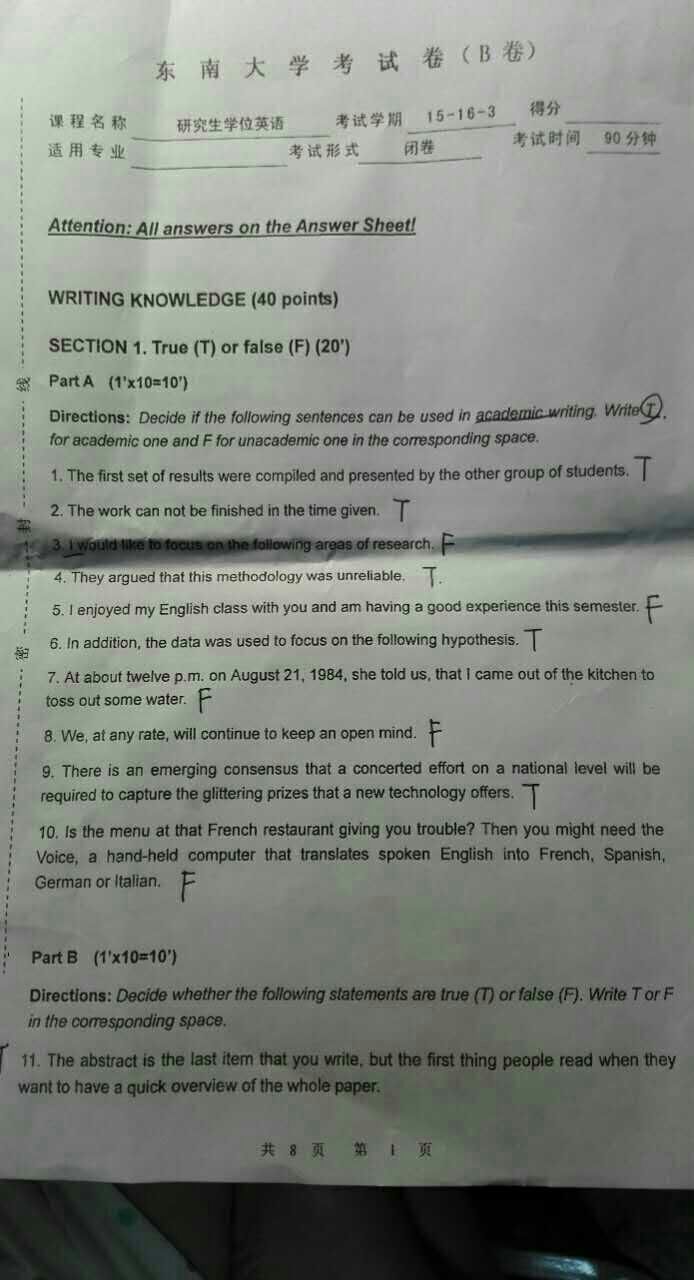 东 南 大 学 考 试 卷 (B 卷)
课 程 名 称 研究生学位英语 考 试 学 期 15-16-3 得分
适 用 专 业 考 试 形 式 闭卷 考试时间 90 分钟
Attention: All answers on the Answer Sheet!
WRITING KNOWLEDGE (40 points)
SECTION 1. True (T) or false (F) (20')
线
Part A (1'x10=10')
Directions: Decide if the following sentences can be used in academic writing. Write T,
for academic one and F for unacademic one in the corresponding space.
1. The first set of results were compiled and presented by the other group of students. T
2. The work can not be finished in the time given. T
封
3. I would like to focus on the following areas of research. F
4. They argued that this methodology was unreliable. T.
5. I enjoyed my English class with you and am having a good experience this semester. F
6. In addition, the data was used to focus on the following hypothesis. T
密
7. At about twelve p.m. on August 21, 1984, she told us, that I came out of the kitchen to
toss out some water. F
8. We, at any rate, will continue to keep an open mind. F
9. There is an emerging consensus that a concerted effort on a national level will be
required to capture the glittering prizes that a new technology offers. T
10. Is the menu at that French restaurant giving you trouble? Then you might need the
Voice, a hand-held computer that translates spoken English into French, Spanish,
German or Italian. F
Part B (1'x10=10')
Directions: Decide whether the following statements are true (T) or false (F). Write T or F
in the corresponding space.
T 11. The abstract is the last item that you write, but the first thing people read when they
want to have a quick overview of the whole paper.
共 8 页 第 1 页